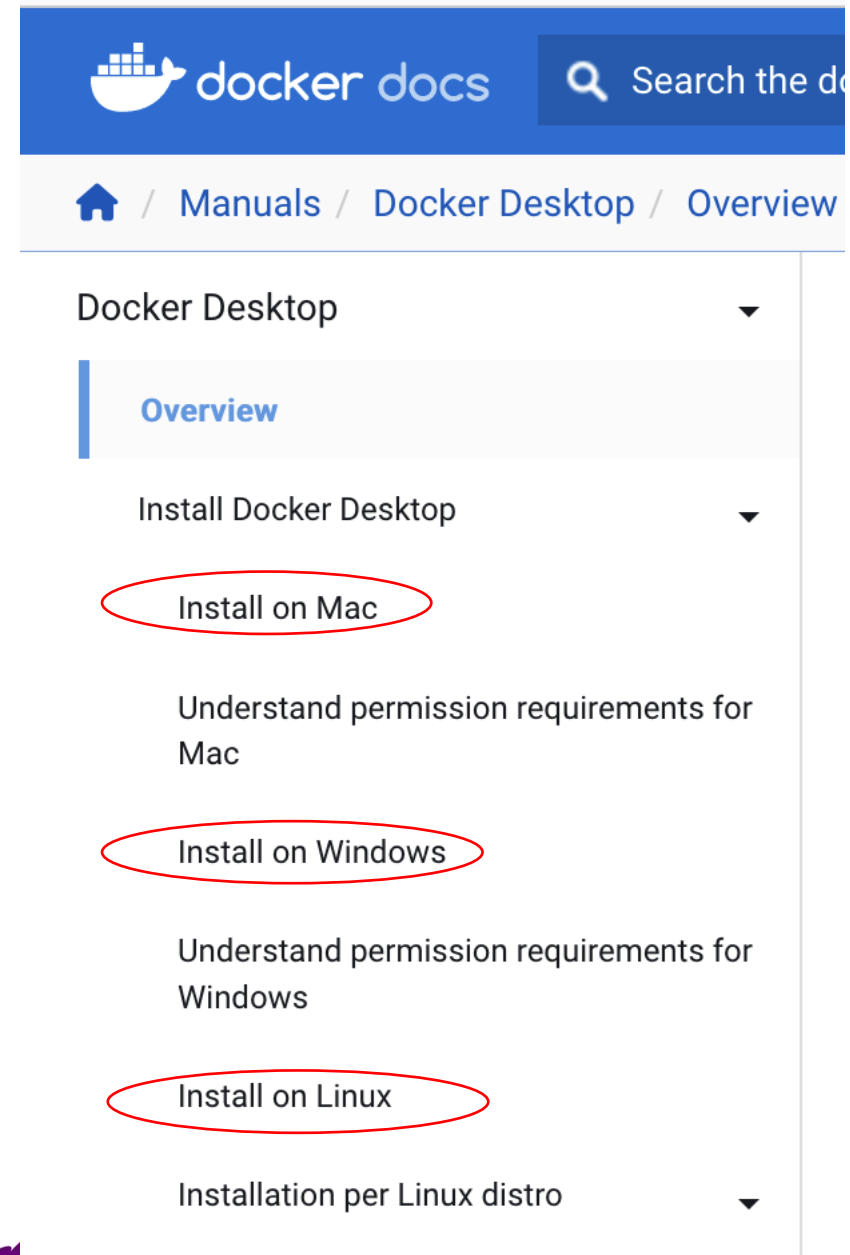 docker docs
Search the do
Manuals / Docker Desktop / Overview
Docker Desktop
Overview
Install Docker Desktop
Install on Mac
Understand permission requirements for
Mac
Install on Windows
Understand permission requirements for
Windows
Install on Linux
Installation per Linux distro